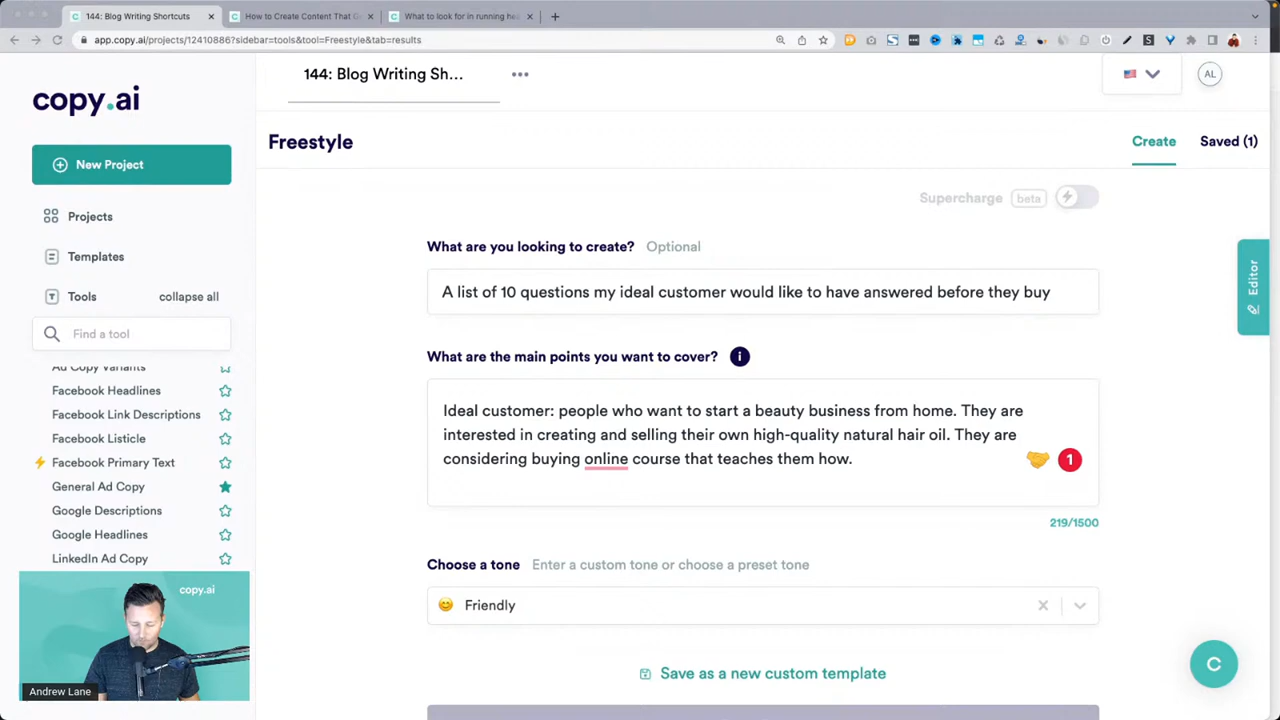 144: Blog Writing Shortcuts
How to Create Content That G
What to look for in running hea
app.copy.ai/projects/12410886?sidebar=tools&tool=Freestyle&tab=results
copy.ai
144: Blog Writing Sh...
AL
New Project
Freestyle
Create
Saved (1)
Projects
Supercharge
beta
Templates
What are you looking to create?
Optional
Tools
collapse all
A list of 10 questions my ideal customer would like to have answered before they buy
Editor
Find a tool
What are the main points you want to cover?
Ad Copy Variants
Facebook Headlines
Facebook Link Descriptions
Facebook Listicle
Facebook Primary Text
General Ad Copy
Google Descriptions
Google Headlines
LinkedIn Ad Copy
Ideal customer: people who want to start a beauty business from home. They are
interested in creating and selling their own high-quality natural hair oil. They are
considering buying online course that teaches them how.
1
219/1500
Choose a tone
Enter a custom tone or choose a preset tone
Friendly
Save as a new custom template
C
copy.ai
Andrew Lane